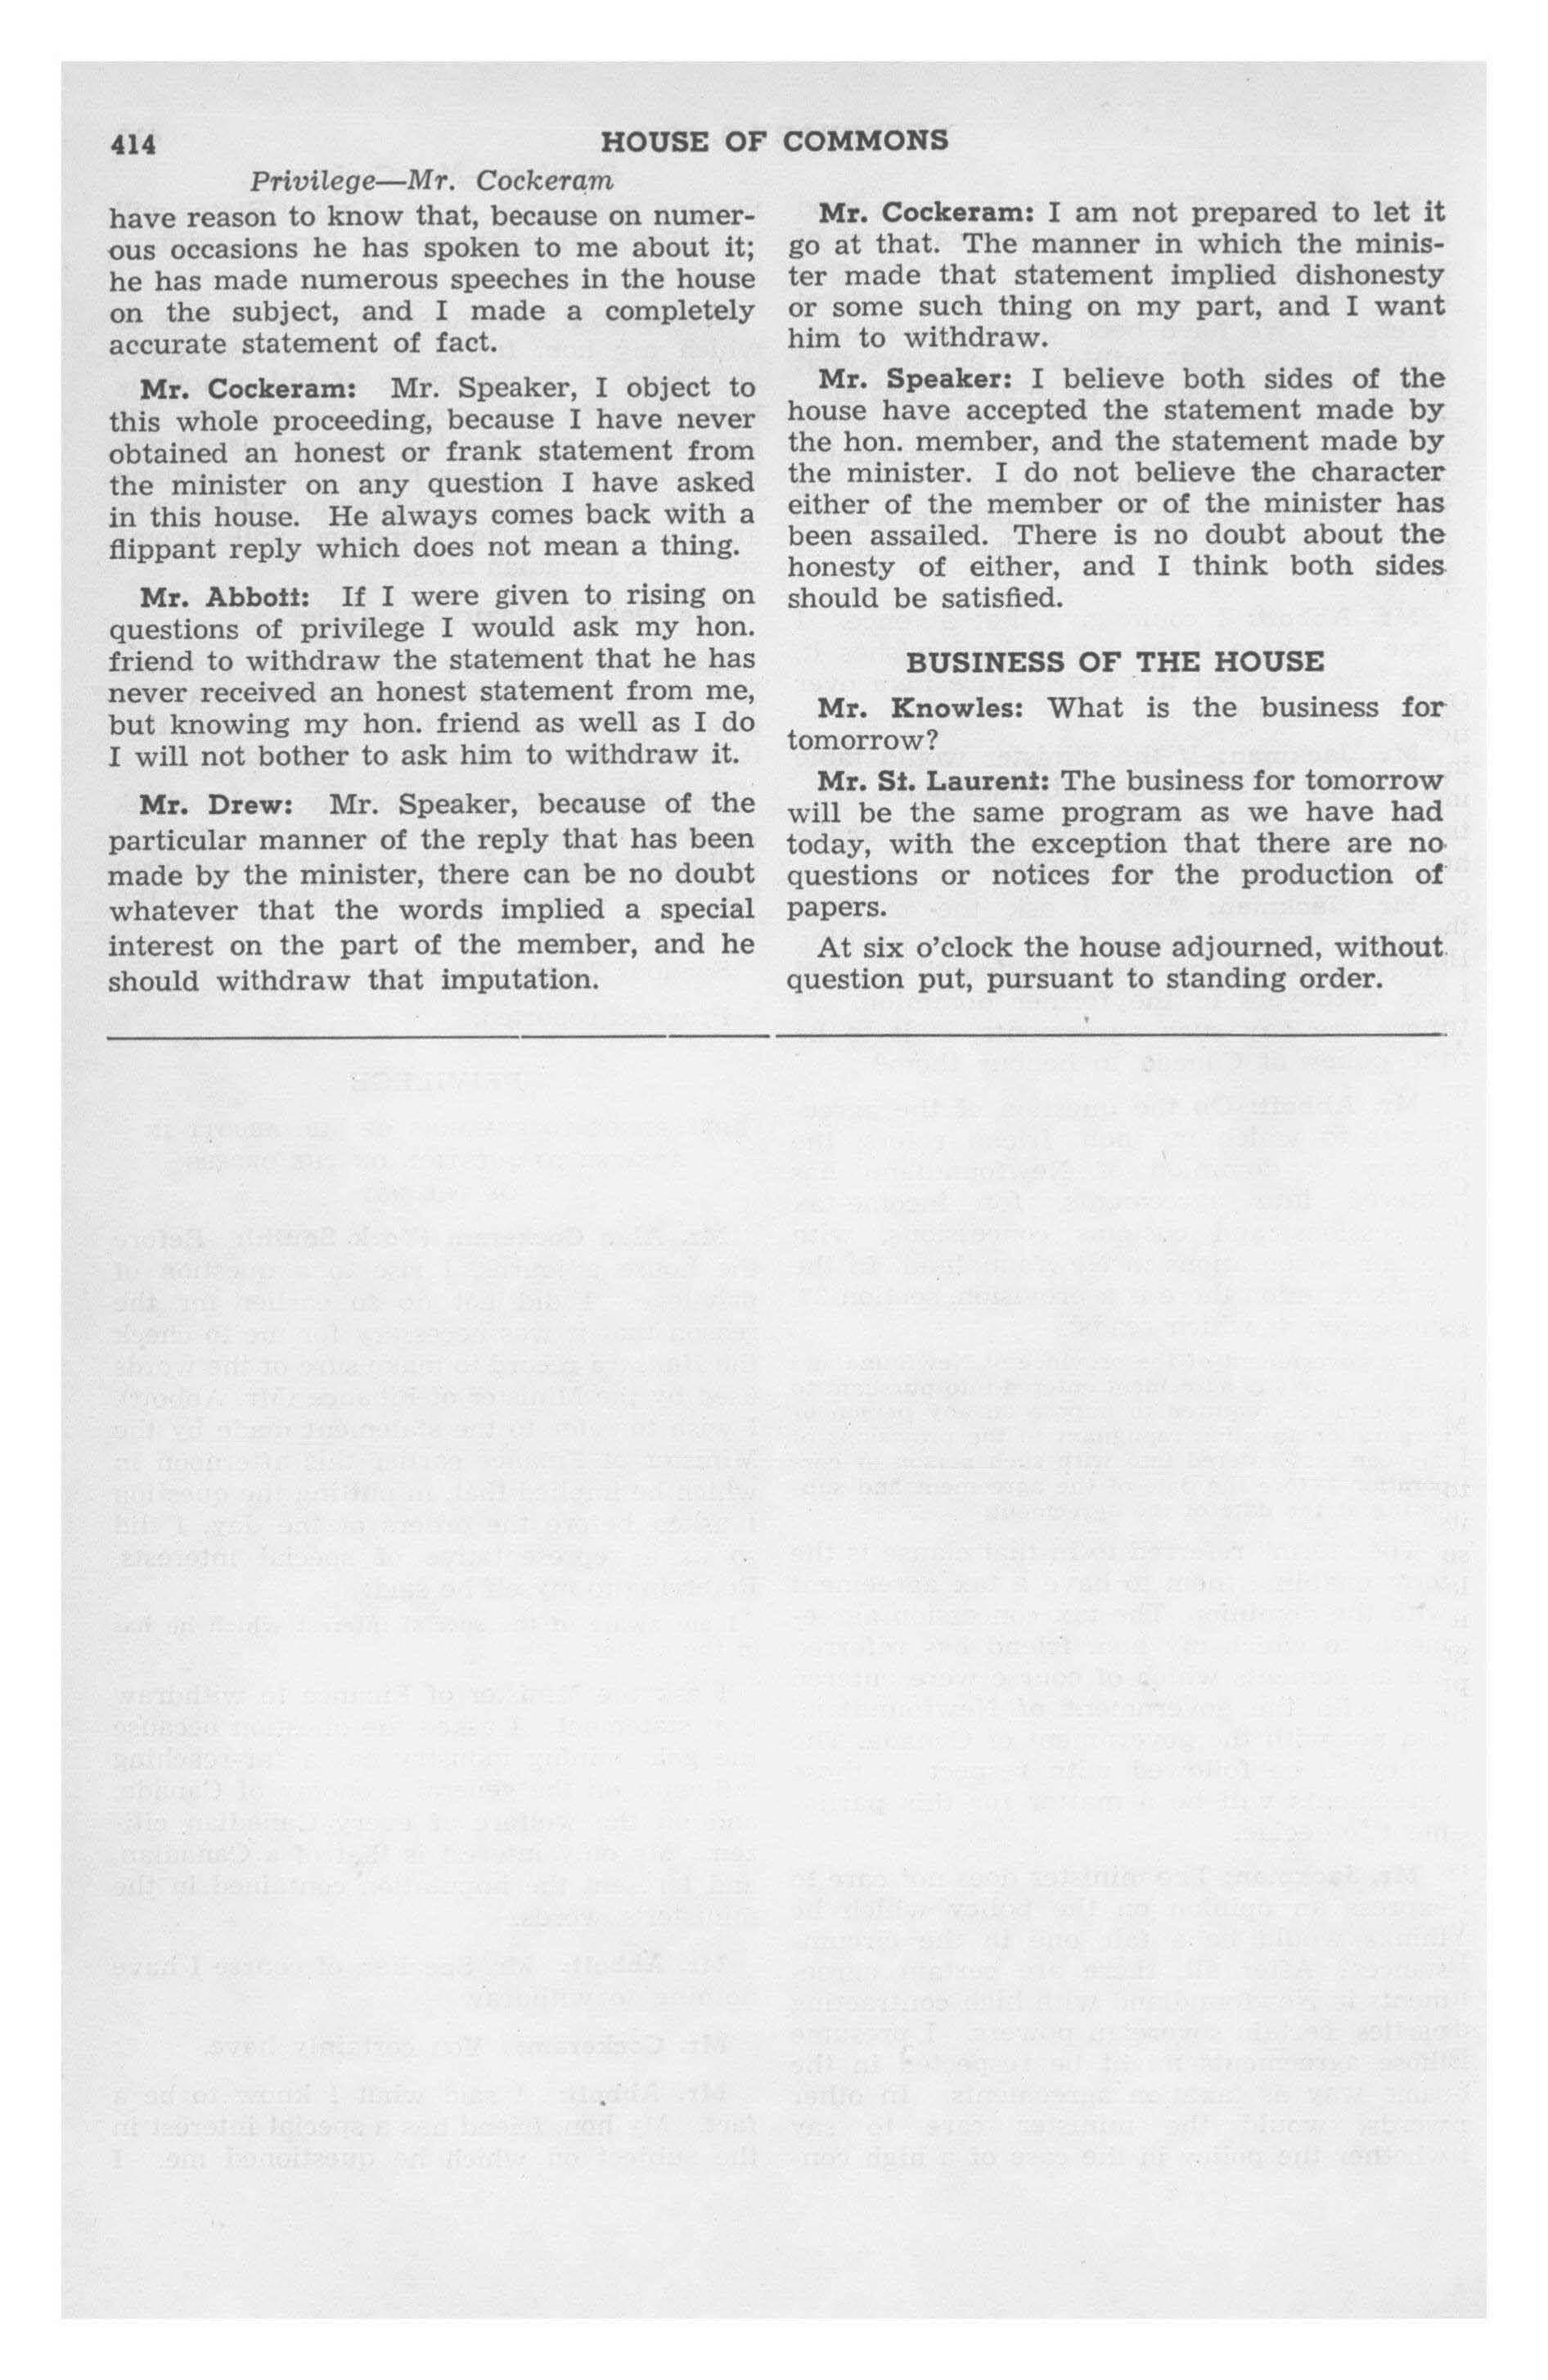 414
HOUSE OF COMMONS
Privilege—Mr. Cockeram
have reason to know that, because on numer-
ous occasions he has spoken to me about it;
he has made numerous speeches in the house
on the subject, and I made a completely
accurate statement of fact.
Mr. Cockeram: Mr. Speaker, I object to
this whole proceeding, because I have never
obtained an honest or frank statement from
the minister on any question I have asked
in this house. He always comes back with a
flippant reply which does not mean a thing.
Mr. Abbott: If I were given to rising on
questions of privilege I would ask my hon.
friend to withdraw the statement that he has
never received an honest statement from me,
but knowing my hon. friend as well as I do
I will not bother to ask him to withdraw it.
Mr. Drew: Mr. Speaker, because of the
particular manner of the reply that has been
made by the minister, there can be no doubt
whatever that the words implied a special
interest on the part of the member, and he
should withdraw that imputation.
Mr. Cockeram: I am not prepared to let it
go at that. The manner in which the minis-
ter made that statement implied dishonesty
or some such thing on my part, and I want
him to withdraw.
Mr. Speaker: I believe both sides of the
house have accepted the statement made by
the hon. member, and the statement made by
the minister. I do not believe the character
either of the member or of the minister has
been assailed. There is no doubt about the
honesty of either, and I think both sides
should be satisfied.
BUSINESS OF THE HOUSE
Mr. Knowles: What is the business for
tomorrow?
Mr. St. Laurent: The business for tomorrow
will be the same program as we have had
today, with the exception that there are no
questions or notices for the production of
papers.
At six o'clock the house adjourned, without
question put, pursuant to standing order.